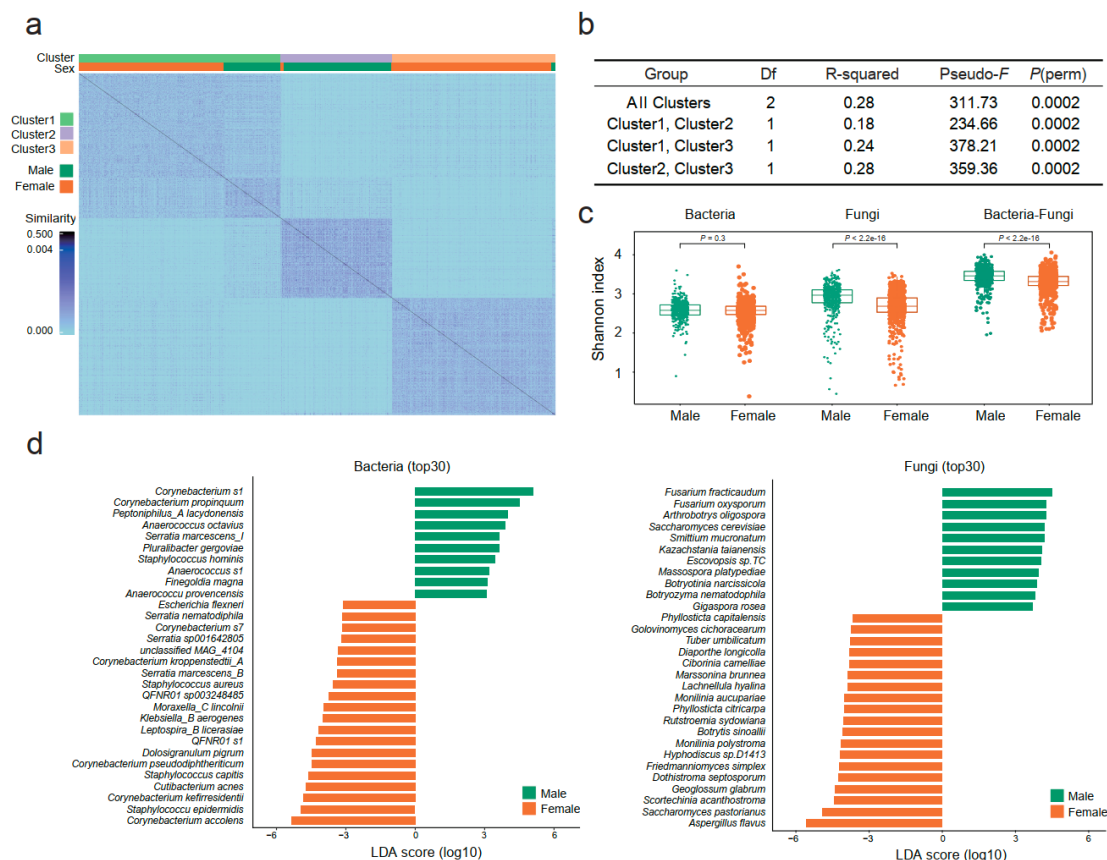 a
Cluster
Sex
Cluster1
Cluster2
Cluster3
Male
Female
Similarity
0.500
0.004
0.000
b
Group Df R-squared Pseudo-F P(perm)
All Clusters 2 0.28 311.73 0.0002
Cluster1, Cluster2 1 0.18 234.66 0.0002
Cluster1, Cluster3 1 0.24 378.21 0.0002
Cluster2, Cluster3 1 0.28 359.36 0.0002
c
Bacteria Fungi Bacteria-Fungi
P = 0.3 P < 2.2e-16 P < 2.2e-16
Shannon index
4
3
2
1
Male Female Male Female Male Female
d
Bacteria (top30)
Corynebacterium s1
Corynebacterium propinquum
Peptoniphilus_A lacydonensis
Anaerococcus octavius
Serratia marcescens_I
Pluralibacter gergoviae
Staphylococcus hominis
Anaerococcus s1
Finegoldia magna
Anaerococcu provencensis
Escherichia flexneri
Serratia nematodiphila
Corynebacterium s7
Serratia sp001642805
unclassified MAG_4104
Corynebacterium kroppenstedtii_A
Serratia marcescens_B
Staphylococcus aureus
QFNR01 sp003248485
Moraxella_C lincolnii
Klebsiella_B aerogenes
Leptospira_B licerasiae
QFNR01 s1
Dolosigranulum pigrum
Corynebacterium pseudodiphtheriticum
Staphylococcus capitis
Cutibacterium acnes
Corynebacterium kefirresidentii
Staphylococcu epidermidis
Corynebacterium accolens
Male
Female
−6 −3 0 3 6
LDA score (log10)
Fungi (top30)
Fusarium fracticaudum
Fusarium oxysporum
Arthrobotrys oligospora
Saccharomyces cerevisiae
Smittium mucronatum
Kazachstania taianensis
Escovopsis sp.TC
Massospora platypediae
Botryotinia narcissicola
Botryozyma nematodophila
Gigaspora rosea
Phyllosticta capitalensis
Golovinomyces cichoracearum
Tuber umbilicatum
Diaporthe longicolla
Ciborinia camelliae
Marssonina brunnea
Lachnellula hyalina
Monilinia aucupariae
Phyllosticta citricarpa
Rutstroemia sydowiana
Botrytis sinoallii
Monilinia polystroma
Hyphodiscus sp.D1413
Friedmanniomyces simplex
Dothistroma septosporum
Geoglossum glabrum
Scortechinia acanthostroma
Saccharomyces pastorianus
Aspergillus flavus
Male
Female
−6 −3 0 3 6
LDA score (log10)